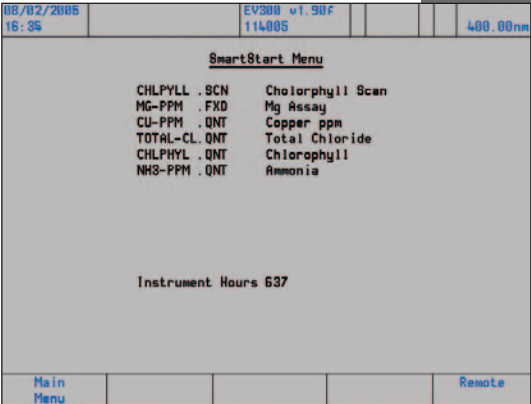 08/02/2005 EV300 v1.90f
16:34 114005 400.00nm
SmartStart Menu
CHLPYLL .SCN Cholorphyll Scan
MG-PPM .FXD Mg Assay
CU-PPM .QNT Copper ppm
TOTAL-CL.QNT Total Chloride
CHLPHYL .QNT Chlorophyll
NH3-PPM .QNT Ammonia
Instrument Hours 637
Main Remote
Menu